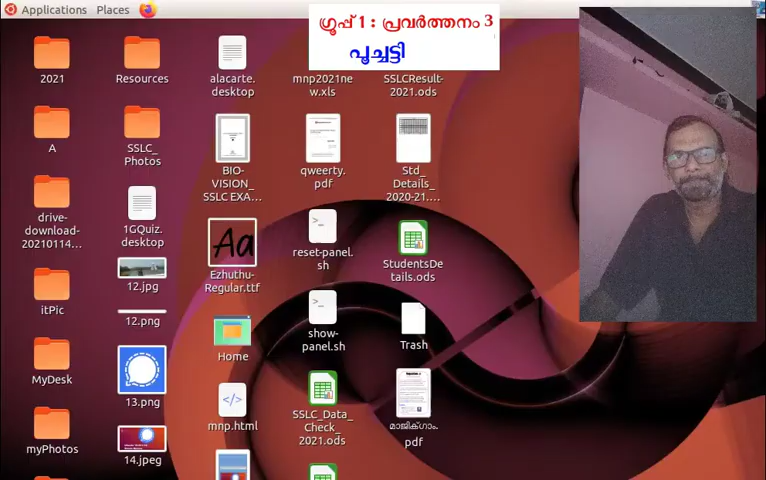 Applications Places
ഗ്രൂപ്പ് 1 : പ്രവർത്തനം 3
പൂച്ചട്ടി
2021
Resources
alacarte.
desktop
mnp2021ne
w.xls
SSLCResult-
2021.ods
A
SSLC_
Photos
BIO-
VISION_
SSLC EXA...
qweerty.
pdf
Std_
Details_
2020-21....
drive-
download-
20210114...
1GQuiz.
desktop
Aa
Ezhuthu-
Regular.ttf
reset-panel.
sh
StudentsDe
tails.ods
12.jpg
itPic
12.png
Home
show-
panel.sh
Trash
MyDesk
13.png
mnp.html
SSLC_Data_
Check_
2021.ods
മാജിക്ഗാം.
pdf
myPhotos
14.jpeg